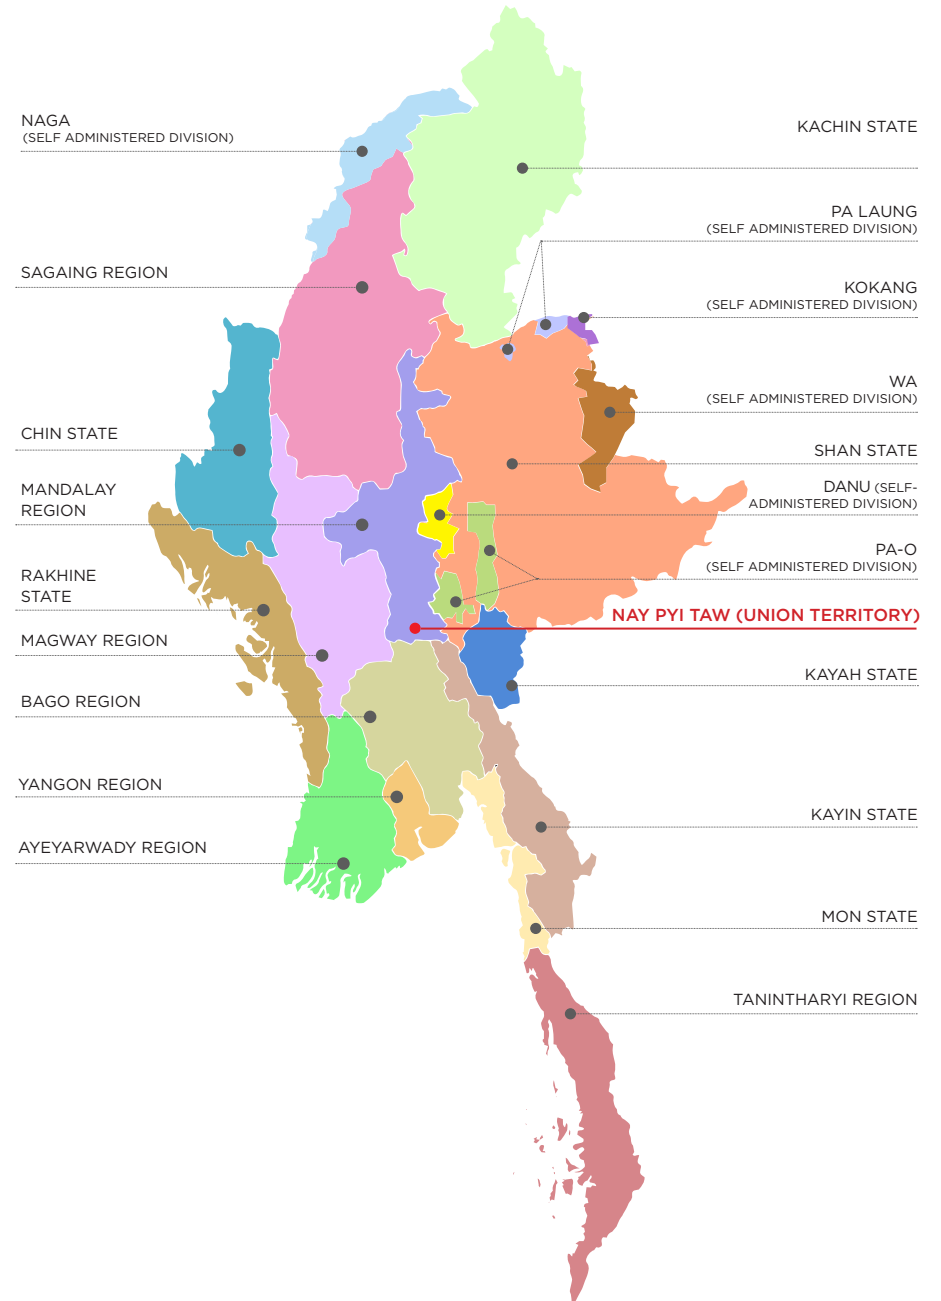 NAGA
(SELF ADMINISTERED DIVISION)
SAGAING REGION
CHIN STATE
MANDALAY
REGION
RAKHINE
STATE
MAGWAY REGION
BAGO REGION
YANGON REGION
AYEYARWADY REGION
KACHIN STATE
PA LAUNG
(SELF ADMINISTERED DIVISION)
KOKANG
(SELF ADMINISTERED DIVISION)
WA
(SELF ADMINISTERED DIVISION)
SHAN STATE
DANU (SELF-
ADMINISTERED DIVISION)
PA-O
(SELF ADMINISTERED DIVISION)
NAY PYI TAW (UNION TERRITORY)
KAYAH STATE
KAYIN STATE
MON STATE
TANINTHARYI REGION